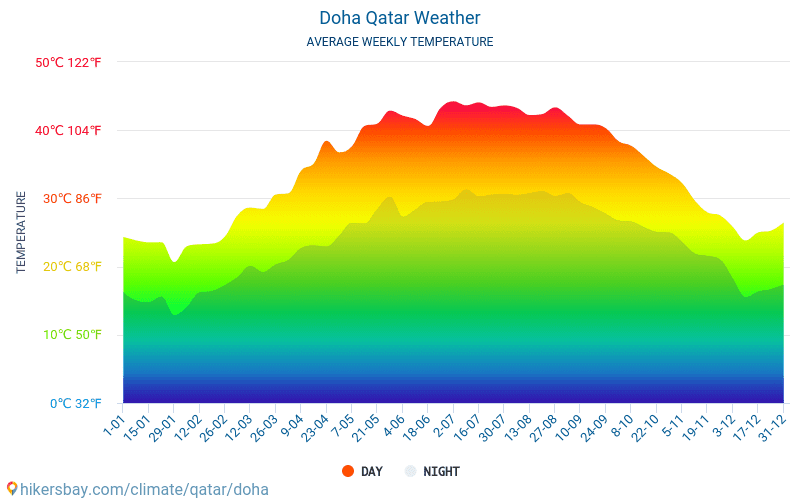 Doha Qatar Weather
AVERAGE WEEKLY TEMPERATURE
50°C 122°F
40°C 104°F
30°C 86°F
20°C 68°F
10°C 50°F
0°C 32°F
TEMPERATURE
1-01 15-01 29-01 12-02 26-02 12-03 26-03 9-04 23-04 7-05 21-05 4-06 18-06 2-07 16-07 30-07 13-08 27-08 10-09 24-09 8-10 22-10 5-11 19-11 3-12 17-12 31-12
DAY NIGHT
hikersbay.com/climate/qatar/doha